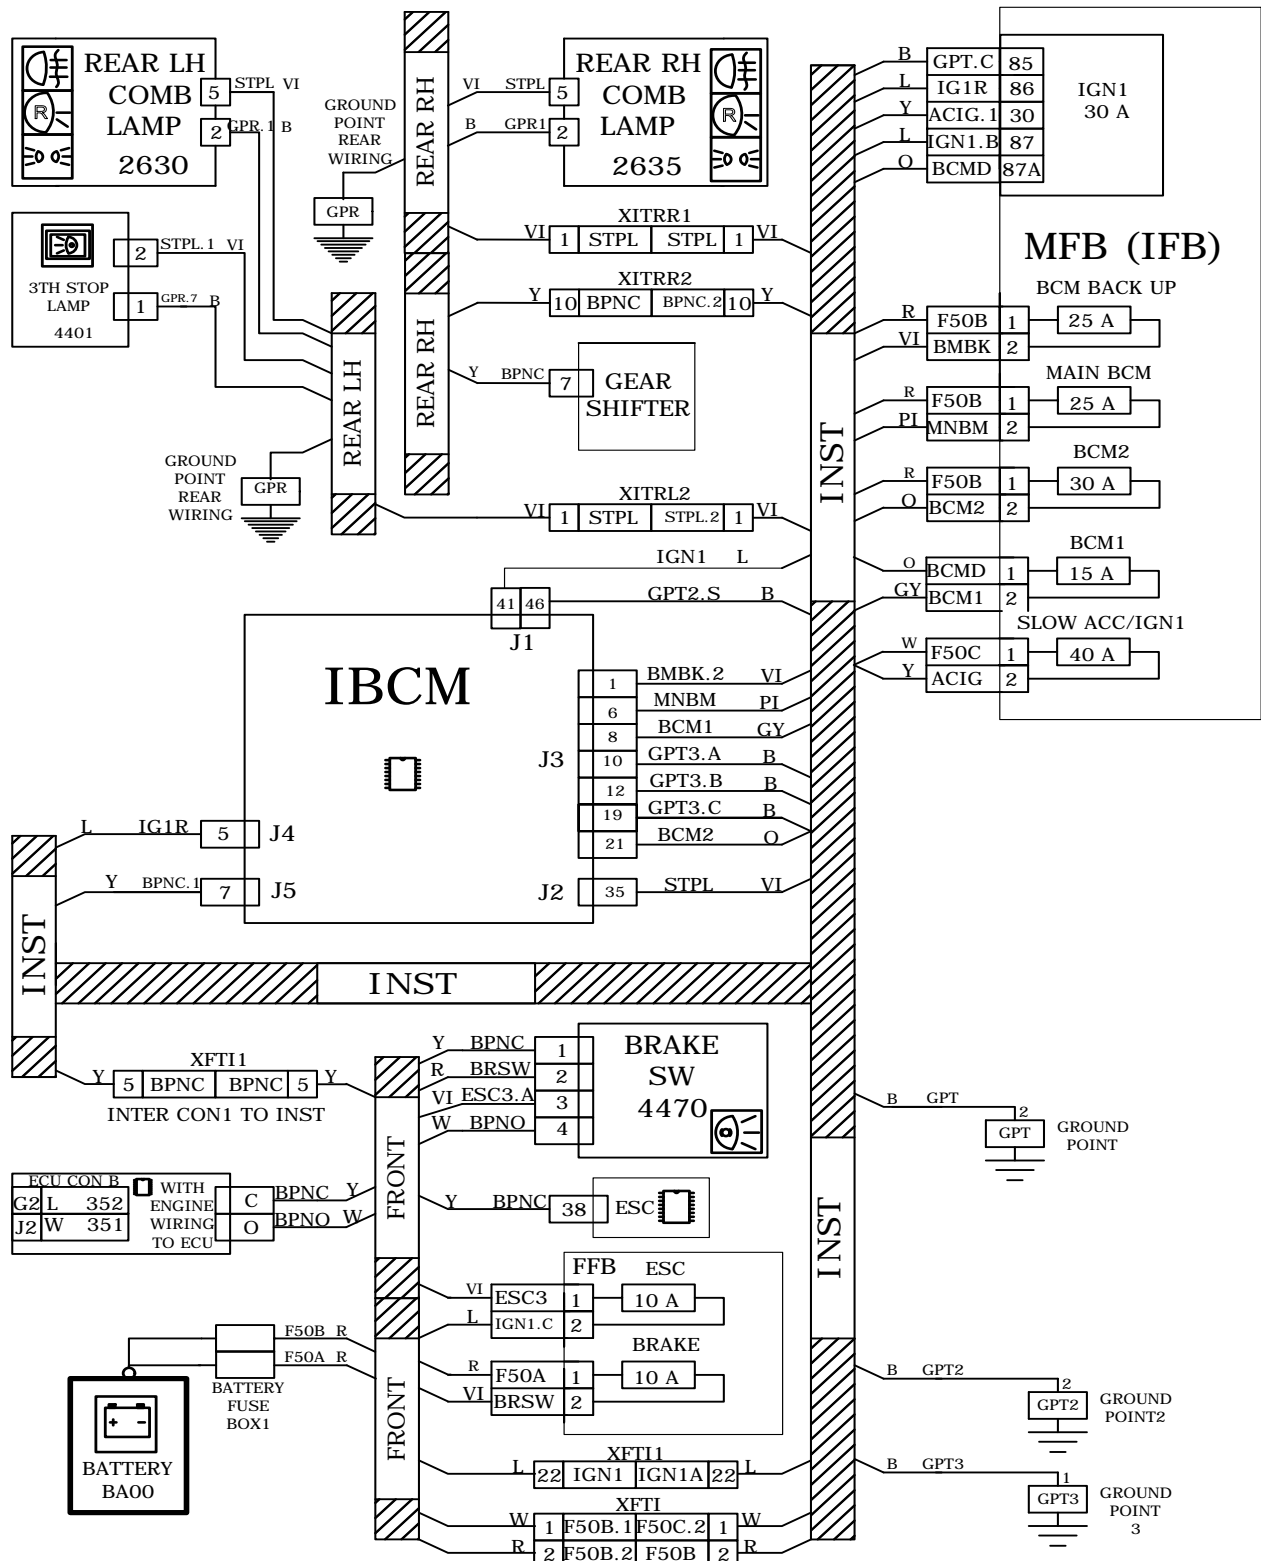 REAR LH
COMB
LAMP
2630
5
STPL VI
2
GPR.1 B
R
3TH STOP
LAMP
4401
2
STPL.1 VI
1
GPR.7 B
GROUND
POINT
REAR
WIRING
GPR
REAR LH
GROUND
POINT
REAR
WIRING
GPR
REAR RH
REAR RH
VI STPL 5
B GPR1 2
REAR RH
COMB
LAMP
2635
R
XITRR1
VI 1 STPL STPL 1 VI
XITRR2
Y 10 BPNC BPNC.2 10 Y
Y BPNC 7
GEAR
SHIFTER
XITRL2
VI 1 STPL STPL.2 1 VI
IGN1 L
GPT2.S B
41 46
J1
IBCM
J3
1 BMBK.2 VI
6 MNBM PI
8 BCM1 GY
10 GPT3.A B
12 GPT3.B B
19 GPT3.C B
21 BCM2 O
J2 35 STPL VI
L IG1R 5 J4
Y BPNC.1 7 J5
INST
INST
INST
INST
B GPT.C 85
L IG1R 86
Y ACIG.1 30
L IGN1.B 87
O BCMD 87A
IGN1
30 A
MFB (IFB)
BCM BACK UP
R F50B 1 25 A
VI BMBK 2
MAIN BCM
R F50B 1 25 A
PI MNBM 2
BCM2
R F50B 1 30 A
O BCM2 2
BCM1
O BCMD 1 15 A
GY BCM1 2
SLOW ACC/IGN1
W F50C 1 40 A
Y ACIG 2
XFTI1
Y 5 BPNC BPNC 5 Y
INTER CON1 TO INST
Y BPNC 1
R BRSW 2
VI ESC3.A 3
W BPNO 4
BRAKE
SW
4470
FRONT
ECU CON B
G2 L 352
J2 W 351
WITH
ENGINE
WIRING
TO ECU
C BPNC Y
O BPNO W
Y BPNC 38 ESC
FFB ESC
VI ESC3 1 10 A
L IGN1.C 2
BRAKE
R F50A 1 10 A
VI BRSW 2
F50B R
F50A R
BATTERY
FUSE
BOX1
BATTERY
BA00
FRONT
XFTI1
L 22 IGN1 IGN1A 22 L
XFTI
W 1 F50B.1 F50C.2 1 W
R 2 F50B.2 F50B 2 R
B GPT 2
GPT
GROUND
POINT
B GPT2 2
GPT2
GROUND
POINT2
B GPT3 1
GPT3
GROUND
POINT
3